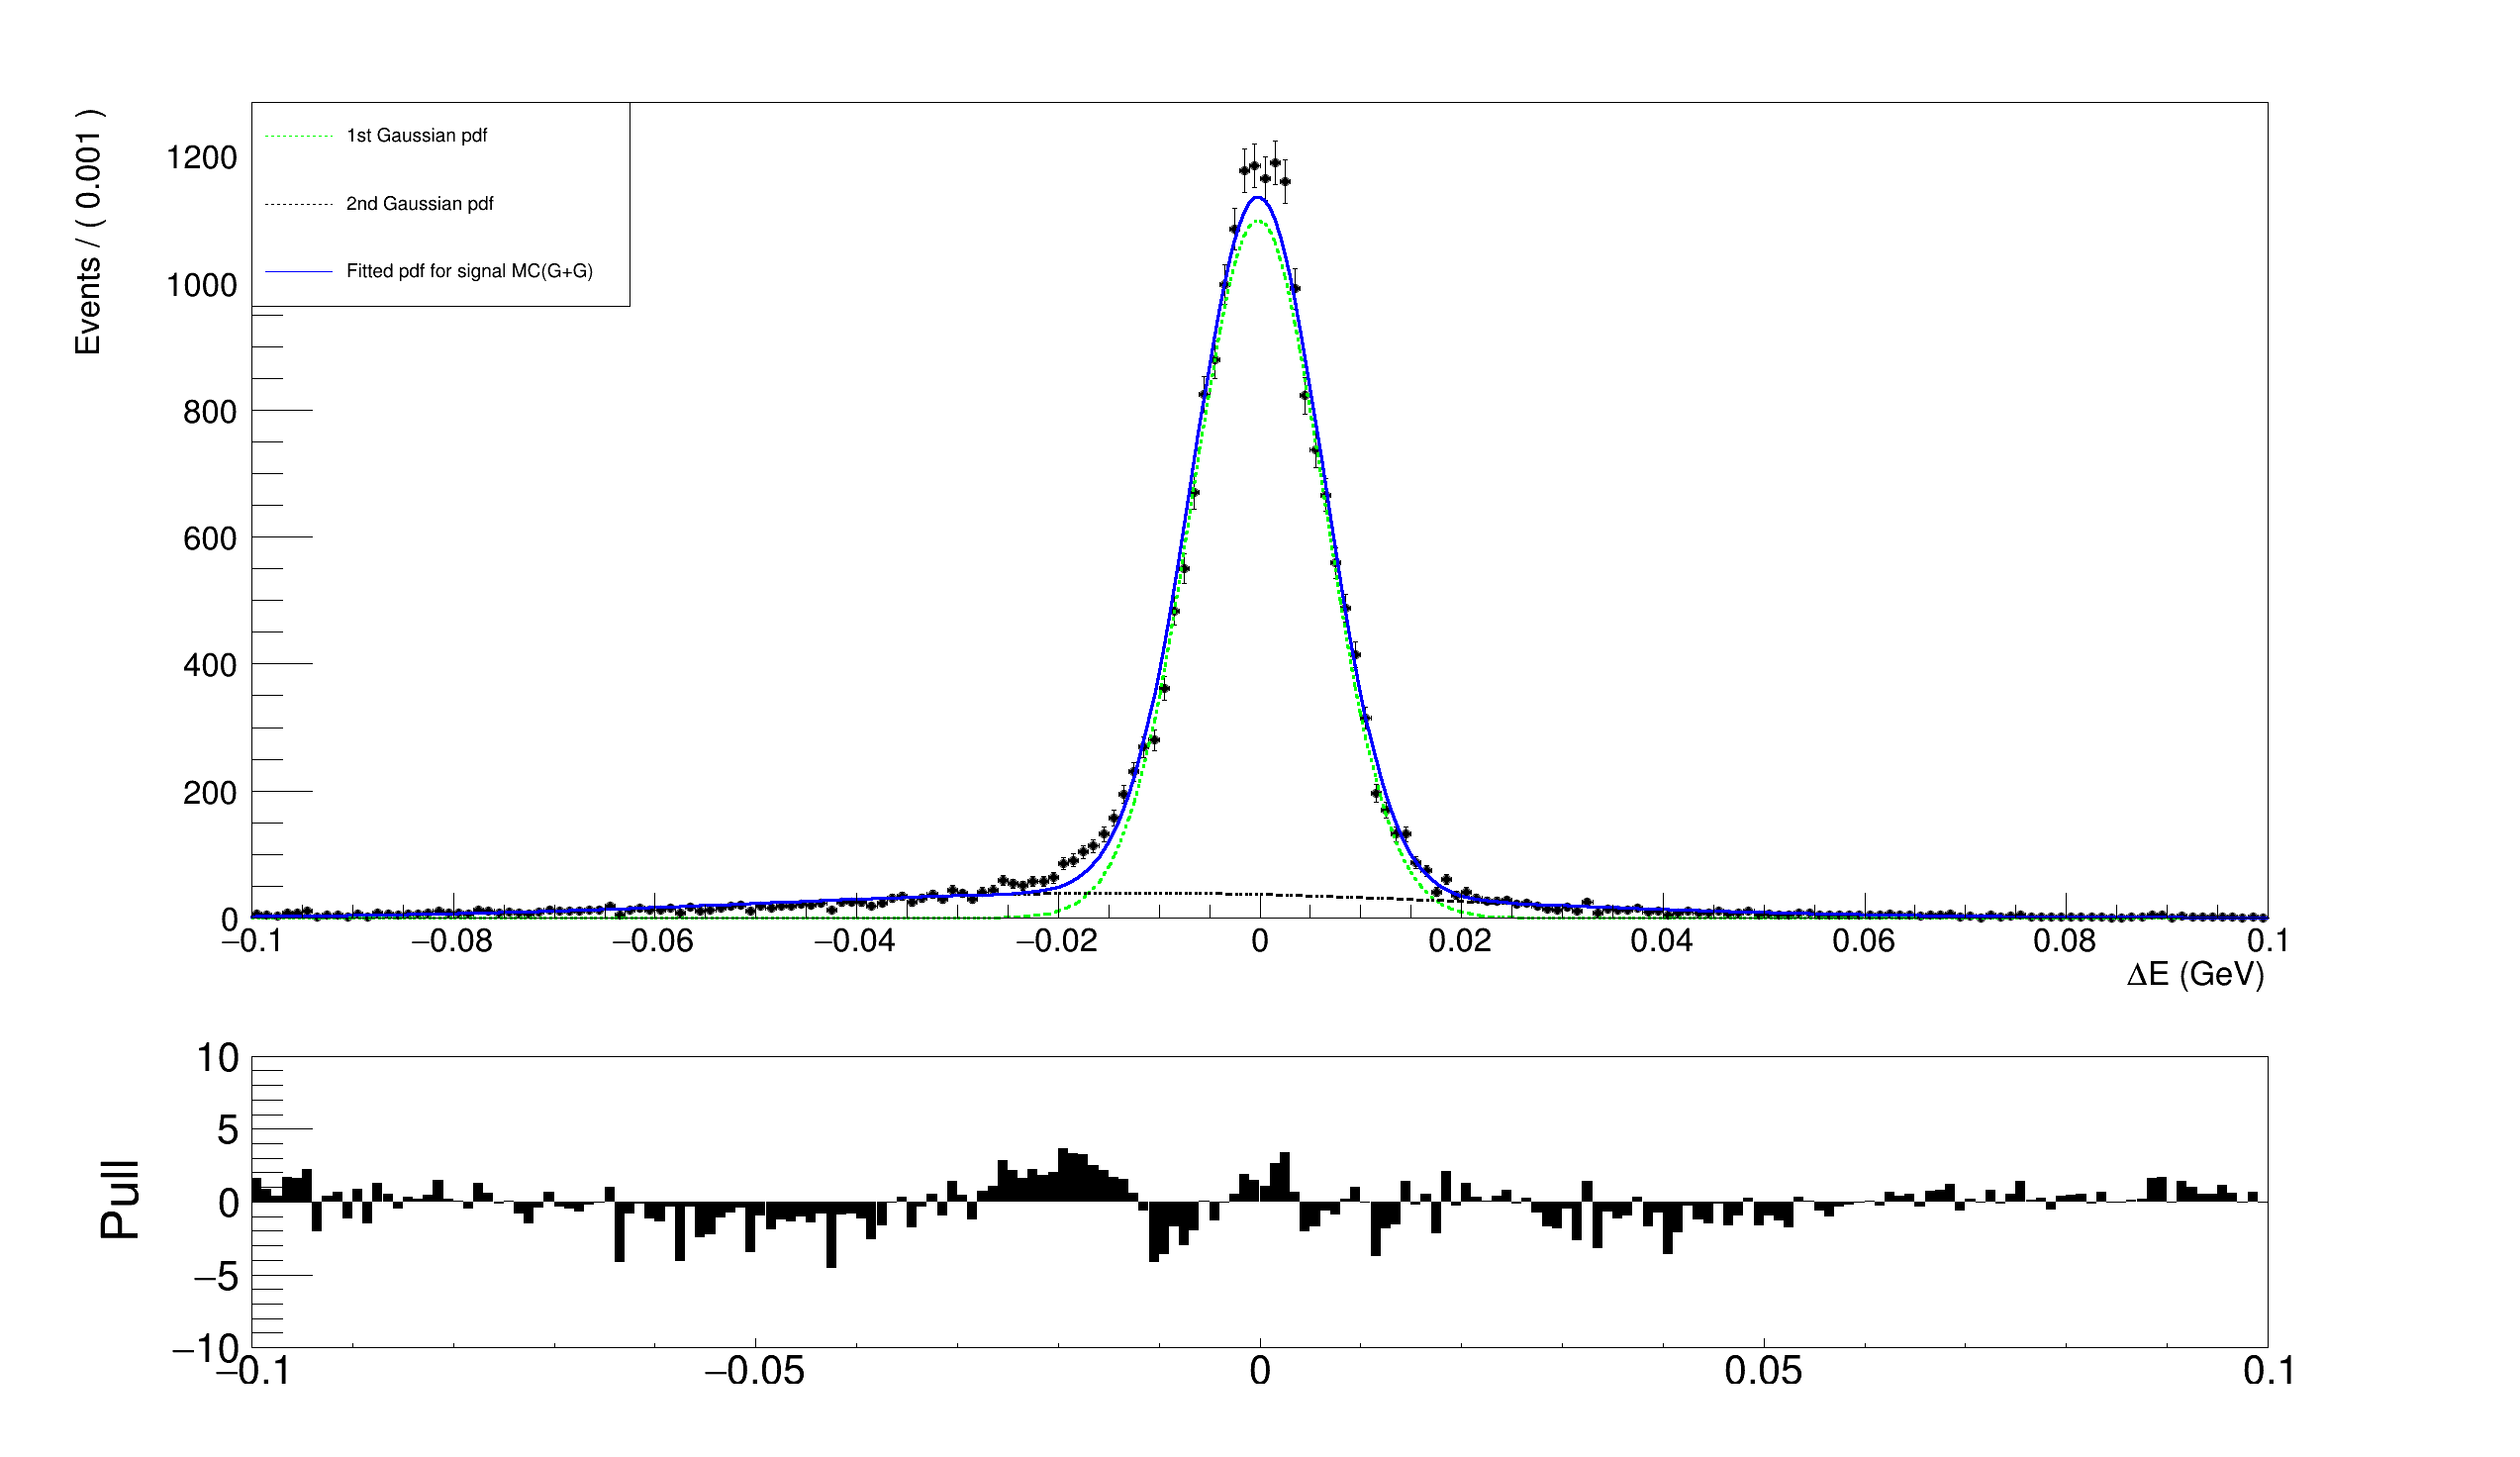 Events / ( 0.001 )
1st Gaussian pdf
2nd Gaussian pdf
Fitted pdf for signal MC(G+G)
1200
1000
800
600
400
200
0
−0.1 −0.08 −0.06 −0.04 −0.02 0 0.02 0.04 0.06 0.08 0.1
ΔE (GeV)
Pull
10
5
0
−5
−10
−0.1 −0.05 0 0.05 0.1